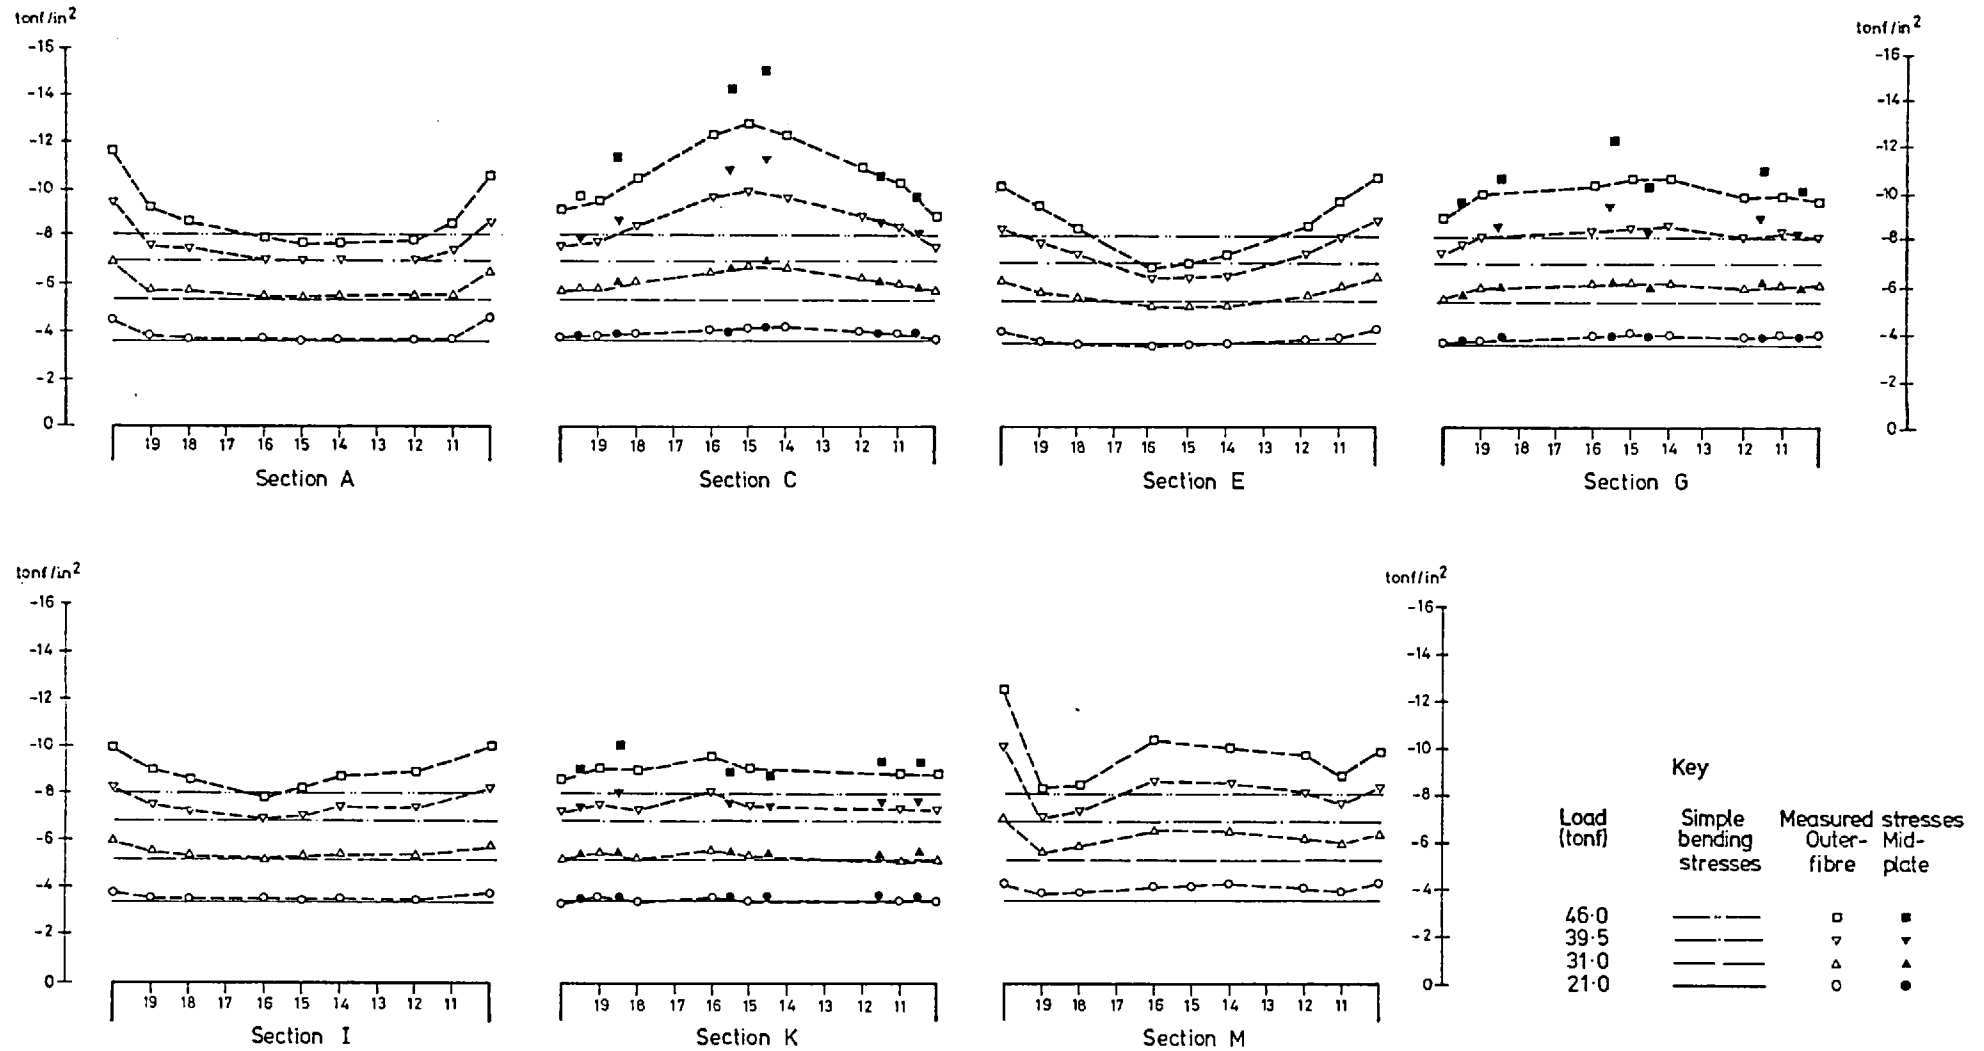 tonf/in²
-16
-14
-12
-10
-8
-6
-4
-2
0
19 18 17 16 15 14 13 12 11
Section A
19 18 17 16 15 14 13 12 11
Section C
19 18 17 16 15 14 13 12 11
Section E
19 18 17 16 15 14 13 12 11
Section G
tonf/in²
-16
-14
-12
-10
-8
-6
-4
-2
0
tonf/in²
-16
-14
-12
-10
-8
-6
-4
-2
0
19 18 17 16 15 14 13 12 11
Section I
19 18 17 16 15 14 13 12 11
Section K
19 18 17 16 15 14 13 12 11
Section M
tonf/in²
-16
-14
-12
-10
-8
-6
-4
-2
0
Key
Load Simple Measured stresses
(tonf) bending Outer- Mid-
stresses fibre plate
46·0
39·5
31·0
21·0